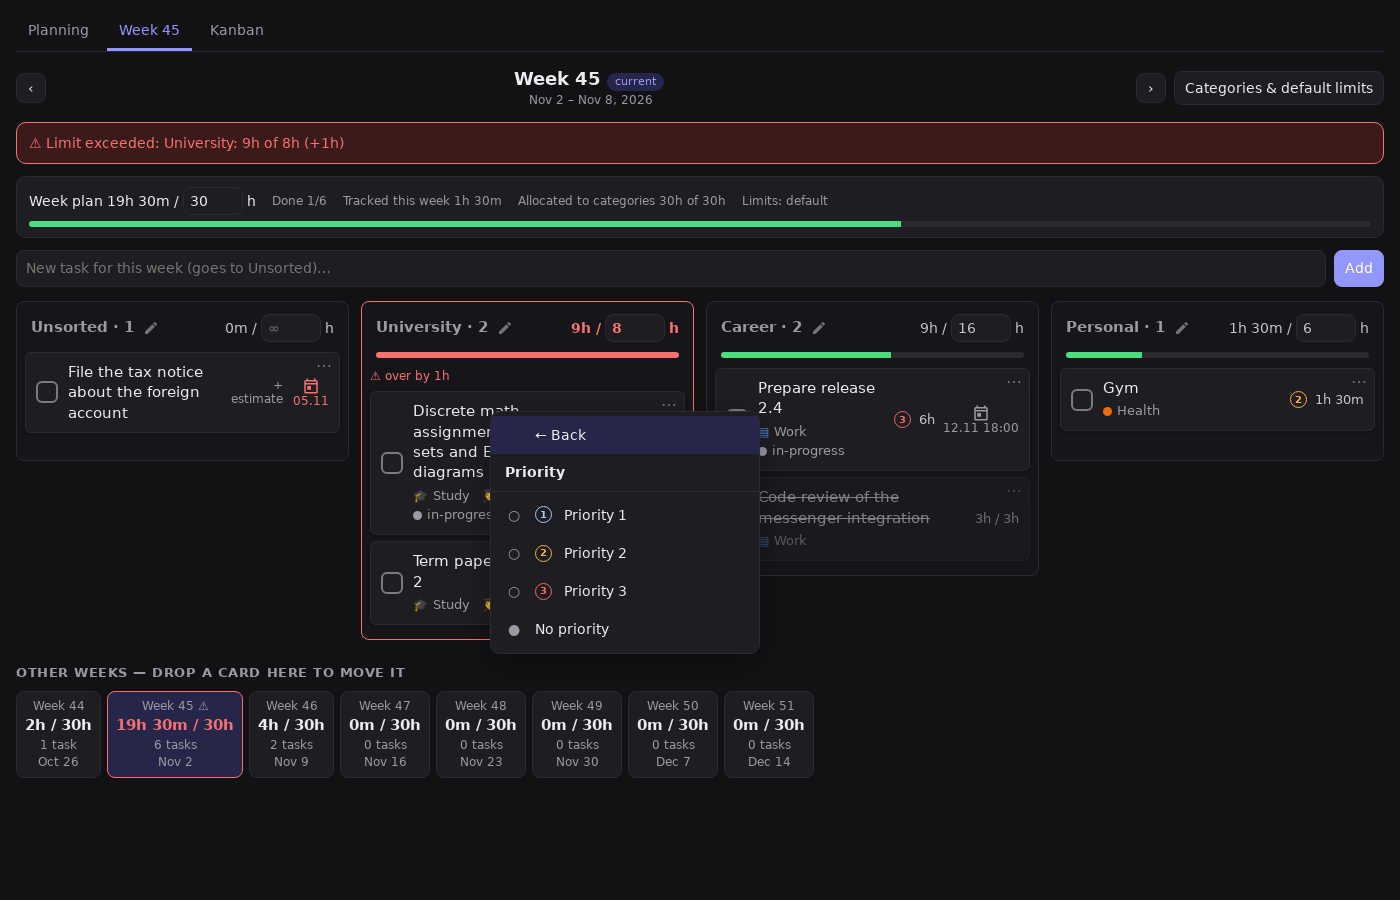 Planning Week 45 Kanban
‹
Week 45 current
Nov 2 – Nov 8, 2026
› Categories & default limits
⚠ Limit exceeded: University: 9h of 8h (+1h)
Week plan 19h 30m / 30 h Done 1/6 Tracked this week 1h 30m Allocated to categories 30h of 30h Limits: default
New task for this week (goes to Unsorted)...
Add
Unsorted · 1 0m / ∞ h
File the tax notice
about the foreign
account
+
estimate
05.11
...
University · 2 9h / 8 h
⚠ over by 1h
Discrete math
...
sets and
diagrams
Study
Term
2
Study
← Back
Priority
1 Priority 1
2 Priority 2
3 Priority 3
No priority
Career · 2 9h / 16 h
Prepare release
2.4
Work
in-progress
3 6h
12.11 18:00
...
Code review of the
messenger integration
Work
3h / 3h
...
Personal · 1 1h 30m / 6 h
Gym
Health
2 1h 30m
...
OTHER WEEKS — DROP A CARD HERE TO MOVE IT
Week 44
2h / 30h
1 task
Oct 26
Week 45 ⚠
19h 30m / 30h
6 tasks
Nov 2
Week 46
4h / 30h
2 tasks
Nov 9
Week 47
0m / 30h
0 tasks
Nov 16
Week 48
0m / 30h
0 tasks
Nov 23
Week 49
0m / 30h
0 tasks
Nov 30
Week 50
0m / 30h
0 tasks
Dec 7
Week 51
0m / 30h
0 tasks
Dec 14